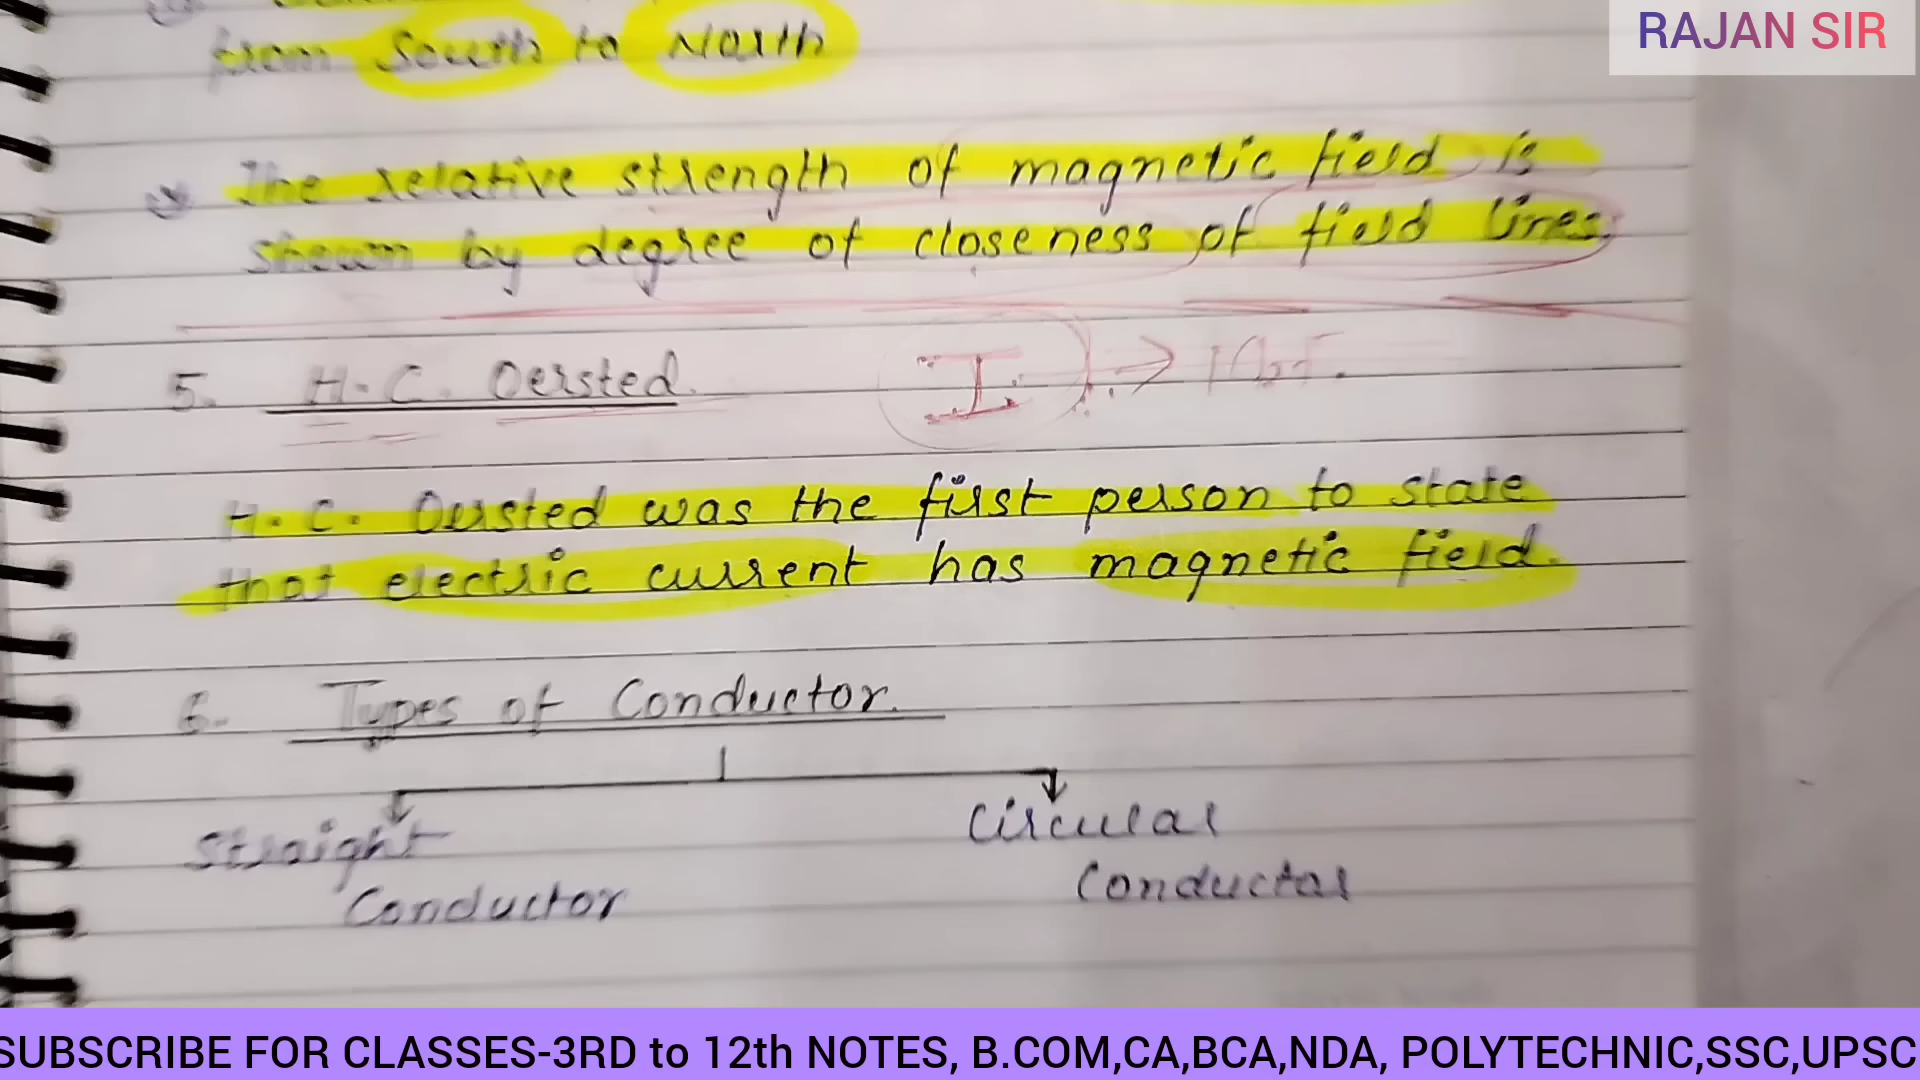 RAJAN SIR
from South to North
The relative strength of magnetic field is
shown by degree of closeness of field lines.
5. H.C. Oersted.
I → M.F.
H.C. Oersted was the first person to state
that electric current has magnetic field.
6. Types of Conductor.
Straight Conductor
Circular Conductor
SUBSCRIBE FOR CLASSES-3RD to 12th NOTES, B.COM,CA,BCA,NDA, POLYTECHNIC,SSC,UPSC